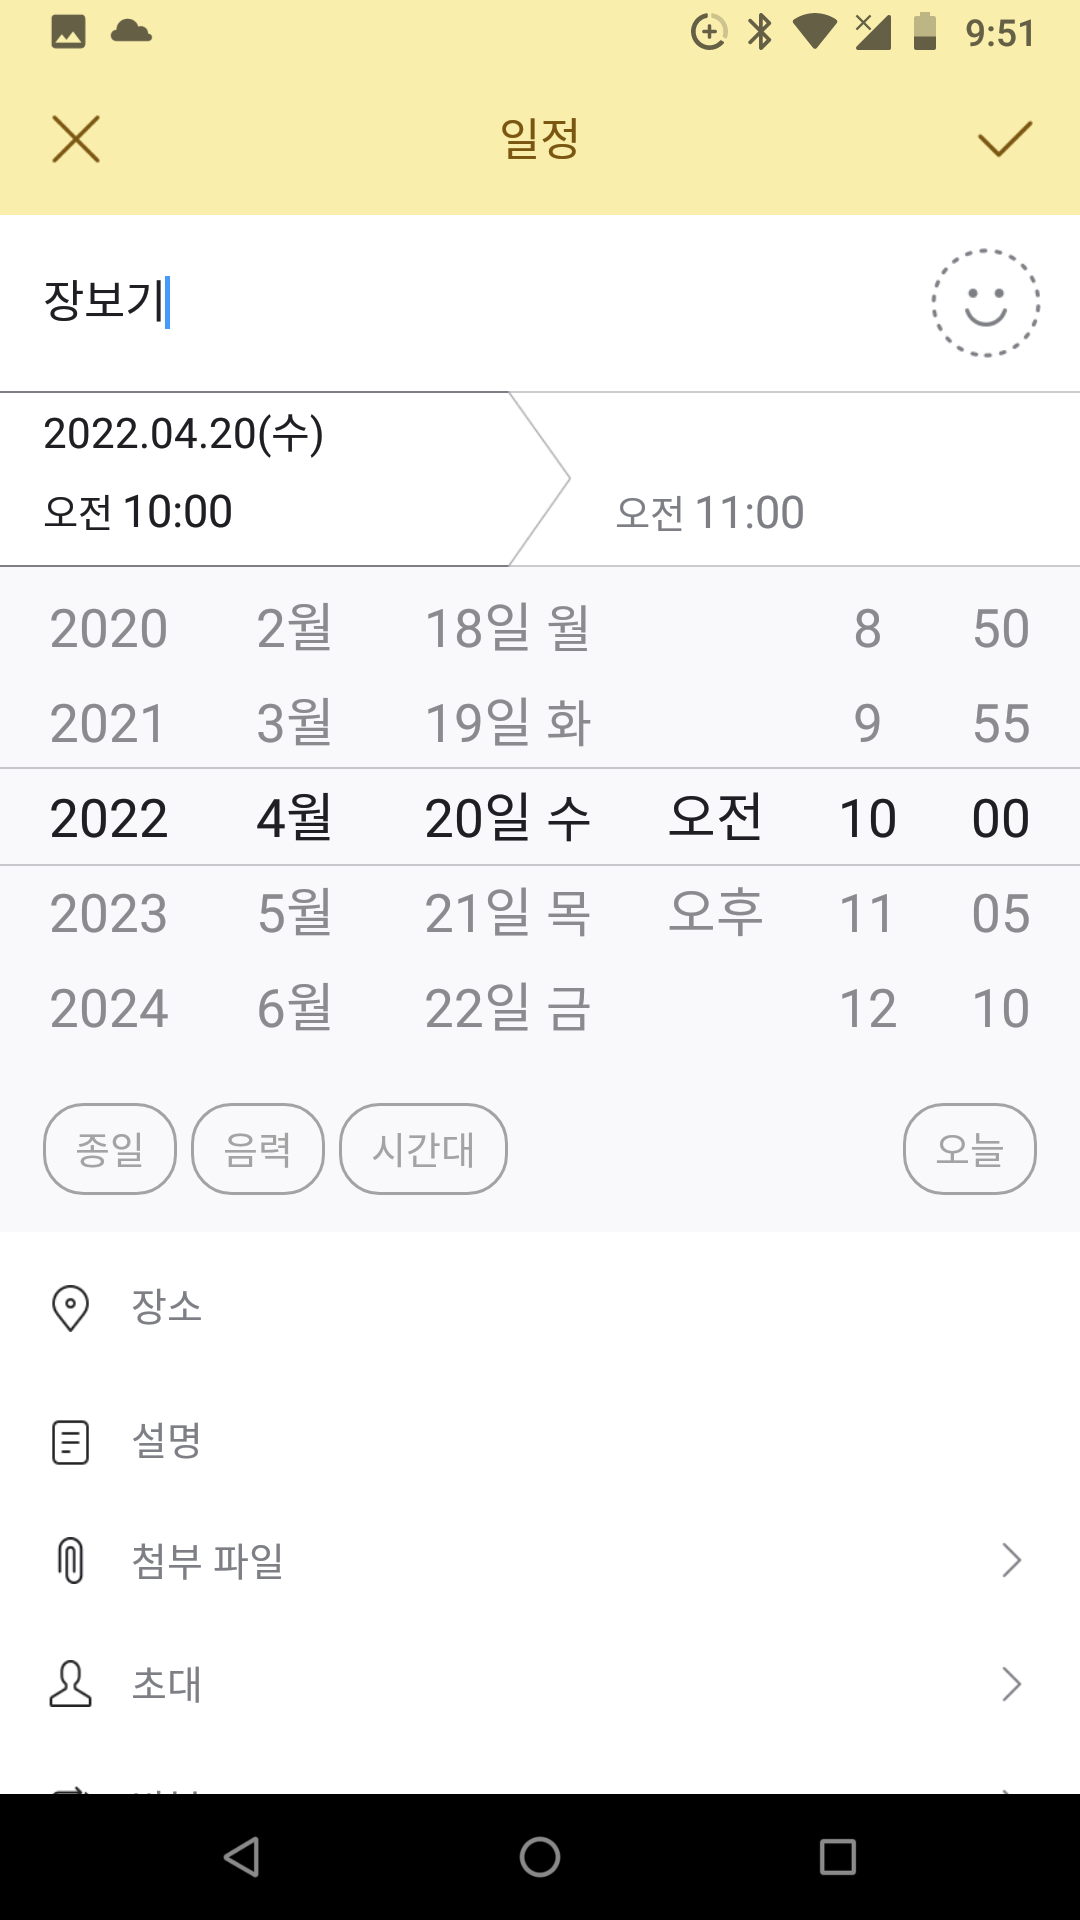 9:51
일정
장보기
2022.04.20(수)
오전 10:00
오전 11:00
2020 2월 18일 월 8 50
2021 3월 19일 화 9 55
2022 4월 20일 수 오전 10 00
2023 5월 21일 목 오후 11 05
2024 6월 22일 금 12 10
종일 음력 시간대 오늘
장소
설명
첨부 파일
초대